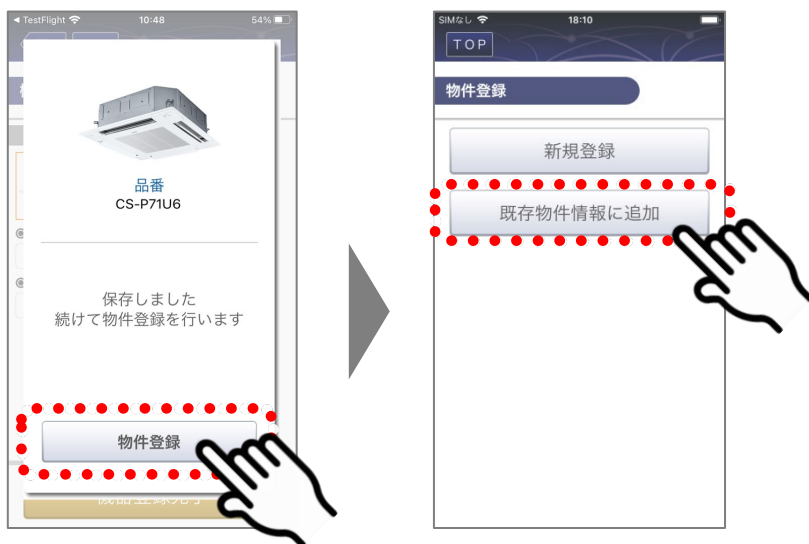 TestFlight 10:48 54%
品番
CS-P71U6
保存しました
続けて物件登録を行います
物件登録
SIMなし 18:10
TOP
物件登録
新規登録
既存物件情報に追加